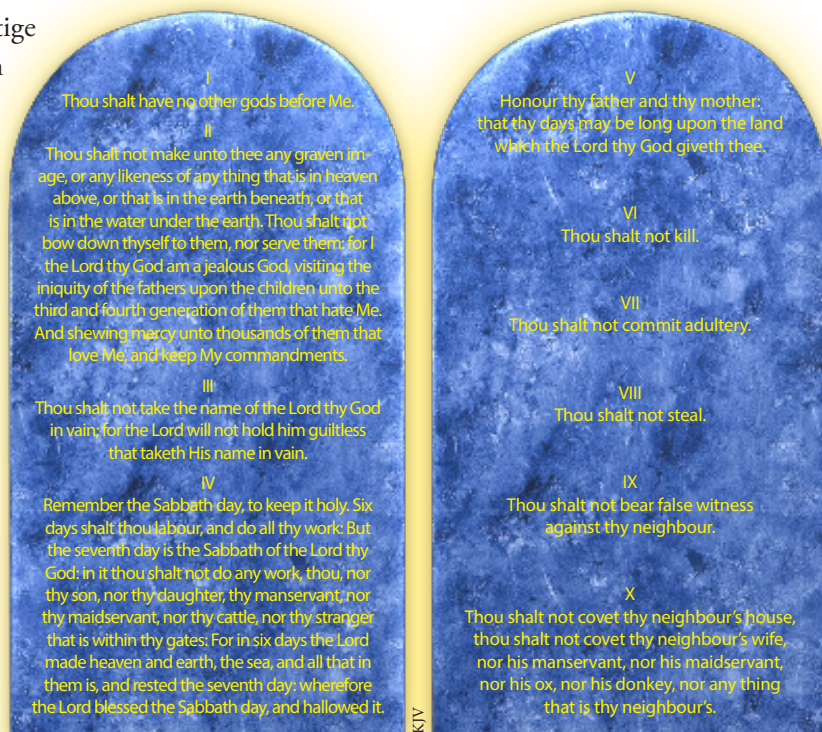 tige
I
Thou shalt have no other gods before Me.
II
Thou shalt not make unto thee any graven im-
age, or any likeness of any thing that is in heaven
above, or that is in the earth beneath, or that
is in the water under the earth. Thou shalt not
bow down thyself to them, nor serve them: for I
the Lord thy God am a jealous God, visiting the
iniquity of the fathers upon the children unto the
third and fourth generation of them that hate Me.
And shewing mercy unto thousands of them that
love Me, and keep My commandments.
III
Thou shalt not take the name of the Lord thy God
in vain; for the Lord will not hold him guiltless
that taketh His name in vain.
IV
Remember the Sabbath day, to keep it holy. Six
days shalt thou labour, and do all thy work: But
the seventh day is the Sabbath of the Lord thy
God: in it thou shalt not do any work, thou, nor
thy son, nor thy daughter, thy manservant, nor
thy maidservant, nor thy cattle, nor thy stranger
that is within thy gates: For in six days the Lord
made heaven and earth, the sea, and all that in
them is, and rested the seventh day: wherefore
the Lord blessed the Sabbath day, and hallowed it.
V
Honour thy father and thy mother:
that thy days may be long upon the land
which the Lord thy God giveth thee.
VI
Thou shalt not kill.
VII
Thou shalt not commit adultery.
VIII
Thou shalt not steal.
IX
Thou shalt not bear false witness
against thy neighbour.
X
Thou shalt not covet thy neighbour's house,
thou shalt not covet thy neighbour's wife,
nor his manservant, nor his maidservant,
nor his ox, nor his donkey, nor any thing
that is thy neighbour's.
KJV